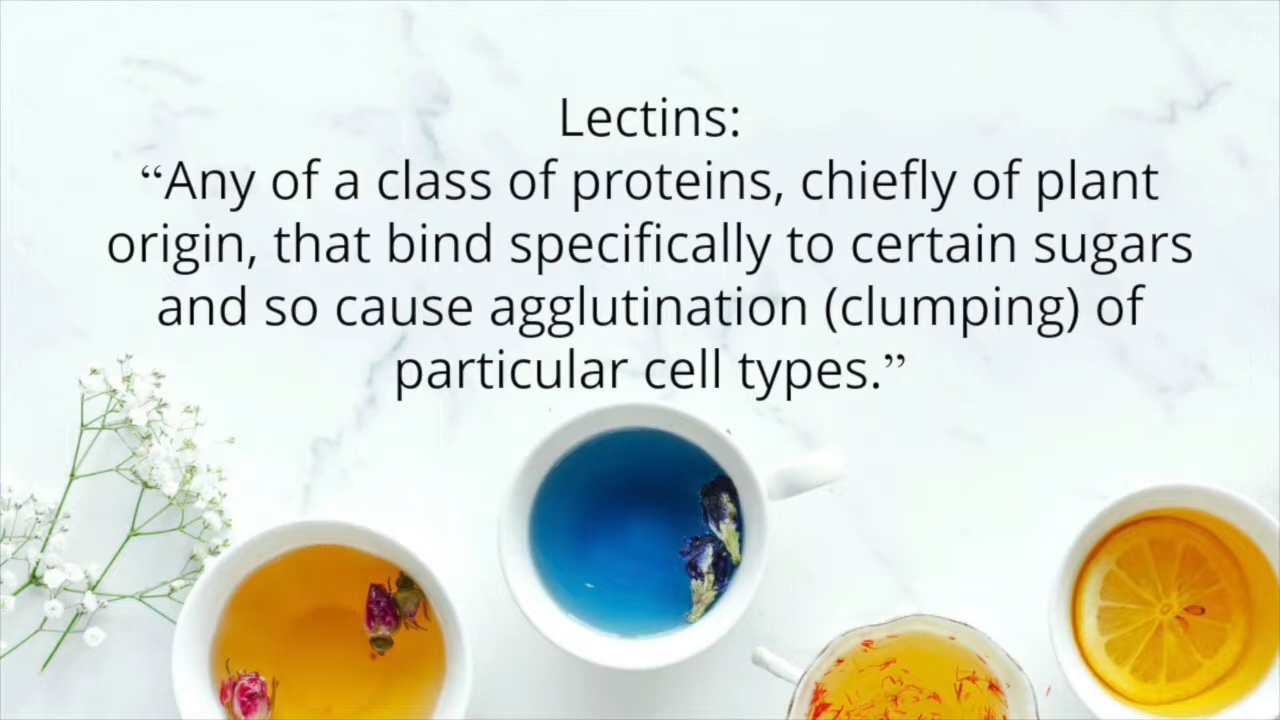 Lectins:
“Any of a class of proteins, chiefly of plant
origin, that bind specifically to certain sugars
and so cause agglutination (clumping) of
particular cell types.”